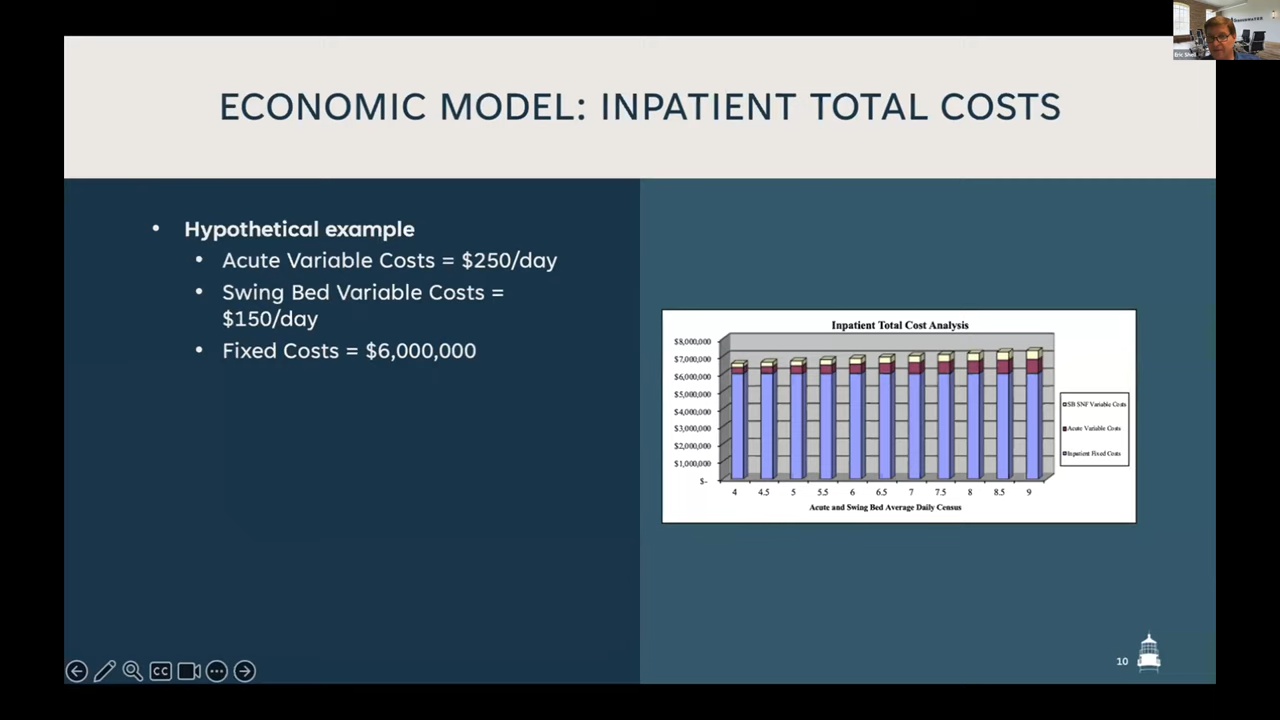 ECONOMIC MODEL: INPATIENT TOTAL COSTS
• Hypothetical example
• Acute Variable Costs = $250/day
• Swing Bed Variable Costs =
$150/day
• Fixed Costs = $6,000,000
Inpatient Total Cost Analysis
$8,000,000
$7,000,000
$6,000,000
$5,000,000
$4,000,000
$3,000,000
$2,000,000
$1,000,000
$-
4 4.5 5 5.5 6 6.5 7 7.5 8 8.5 9
Acute and Swing Bed Average Daily Census
SB SNF Variable Costs
Acute Variable Costs
Inpatient Fixed Costs
10
CC
Eric Shell